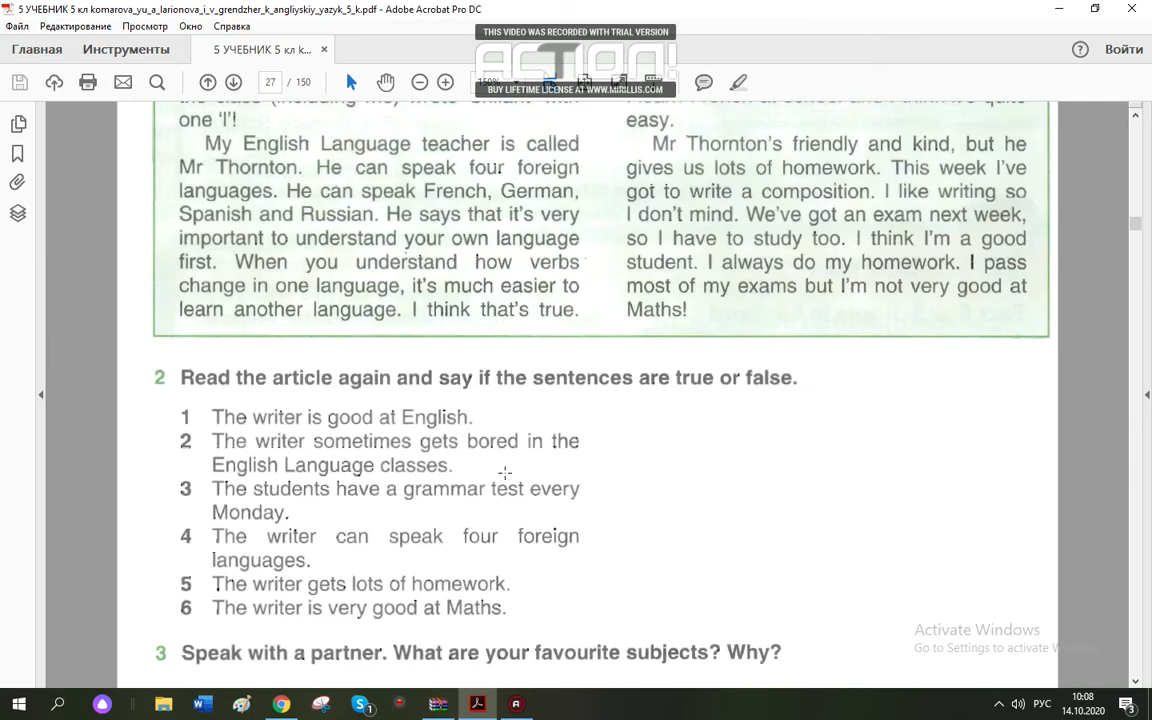 5 УЧЕБНИК 5 кл komarova_yu_a_larionova_i_v_grendzher_k_angliyskiy_yazyk_5_k.pdf - Adobe Acrobat Pro DC
Файл Редактирование Просмотр Окно Справка
THIS VIDEO WAS RECORDED WITH TRIAL VERSION
ACTION!
BUY LIFETIME LICENSE AT WWW.MIRILLIS.COM
Главная Инструменты 5 УЧЕБНИК 5 кл k... × Войти
27 / 150
150%
one ‘l’!
My English Language teacher is called
Mr Thornton. He can speak four foreign
languages. He can speak French, German,
Spanish and Russian. He says that it’s very
important to understand your own language
first. When you understand how verbs
change in one language, it’s much easier to
learn another language. I think that’s true.
easy.
Mr Thornton’s friendly and kind, but he
gives us lots of homework. This week I’ve
got to write a composition. I like writing so
I don’t mind. We’ve got an exam next week,
so I have to study too. I think I’m a good
student. I always do my homework. I pass
most of my exams but I’m not very good at
Maths!
2 Read the article again and say if the sentences are true or false.
1 The writer is good at English.
2 The writer sometimes gets bored in the
English Language classes.
3 The students have a grammar test every
Monday.
4 The writer can speak four foreign
languages.
5 The writer gets lots of homework.
6 The writer is very good at Maths.
3 Speak with a partner. What are your favourite subjects? Why?
Activate Windows
Go to Settings to activate Windows.
РУС
10:08
14.10.2020